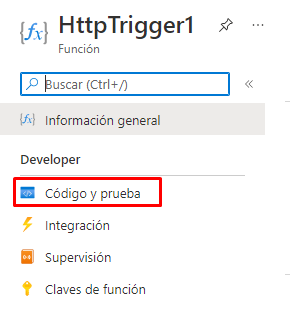 HttpTrigger1
Función
Buscar (Ctrl+/)
Información general
Developer
Código y prueba
Integración
Supervisión
Claves de función